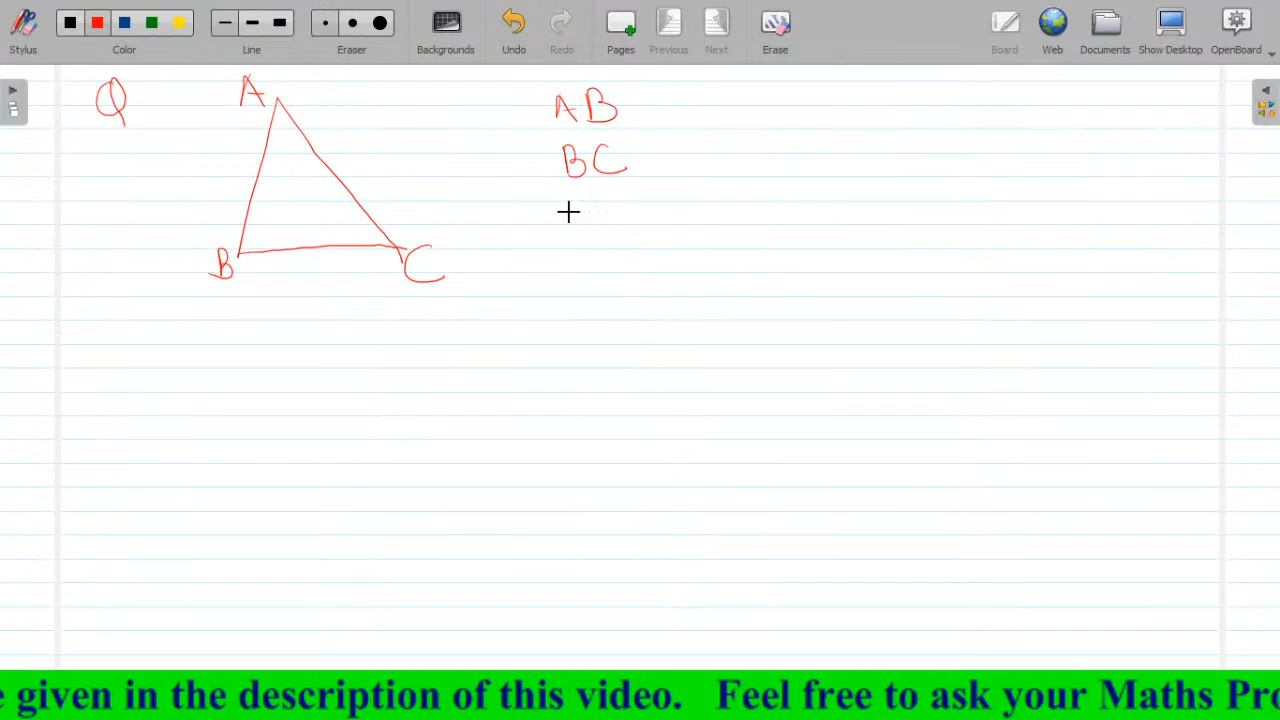 Stylus
Color
Line
Eraser
Backgrounds
Undo
Redo
Pages
Previous
Next
Erase
Board
Web
Documents
Show Desktop
OpenBoard
Q
A
B
C
AB
BC
e given in the description of this video. Feel free to ask your Maths Pro